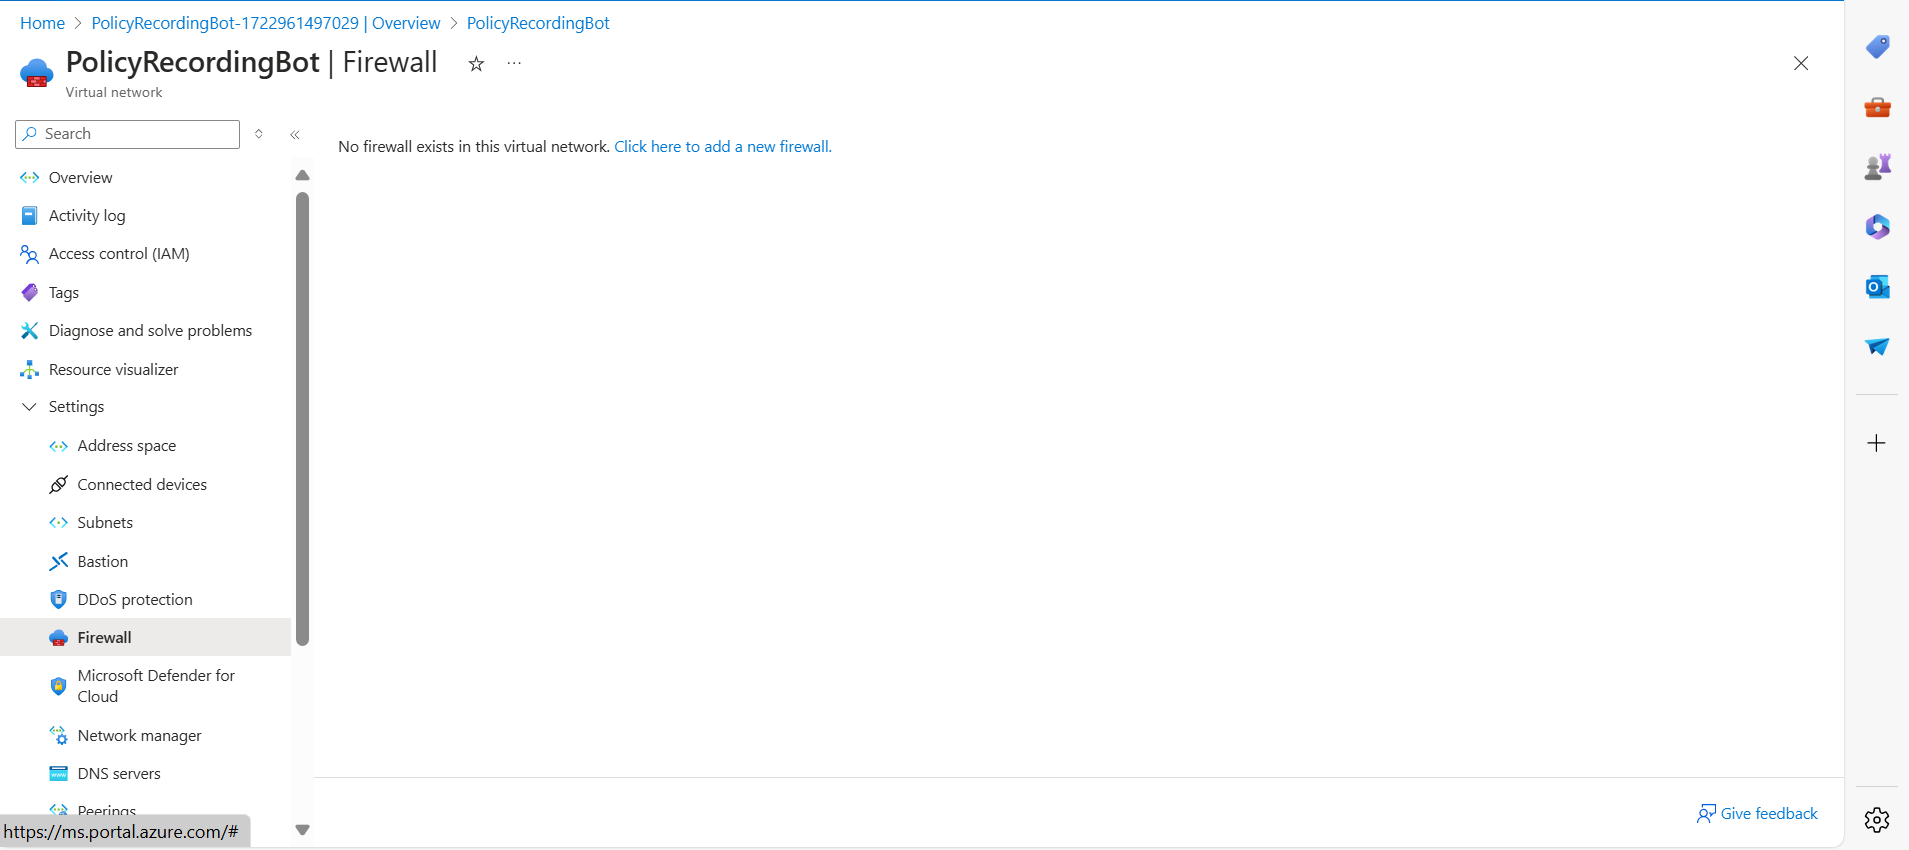 Home > PolicyRecordingBot-1722961497029 | Overview > PolicyRecordingBot
PolicyRecordingBot | Firewall
Virtual network
Search
No firewall exists in this virtual network. Click here to add a new firewall.
Overview
Activity log
Access control (IAM)
Tags
Diagnose and solve problems
Resource visualizer
Settings
Address space
Connected devices
Subnets
Bastion
DDoS protection
Firewall
Microsoft Defender for
Cloud
Network manager
DNS servers
Peerings
https://ms.portal.azure.com/#
Give feedback